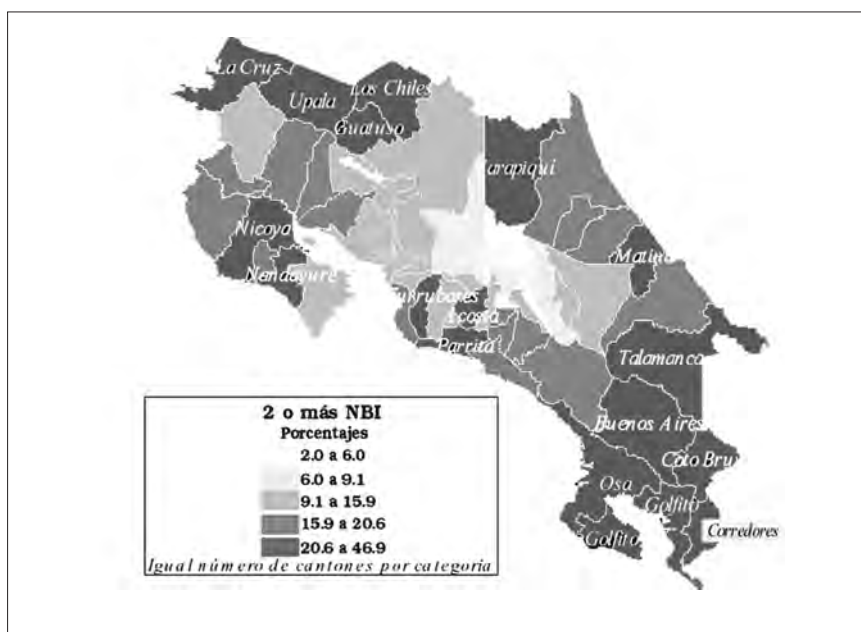 La Cruz
Los Chiles
Upala
Guatuso
arapiquí
Nicoya
Matina
Nandayure
Turrubares
Acosta
Parrita
Talamanca
Buenos Aires
Coto Bru
Osa
Golfito
Corredores
Golfito
2 o más NBI
Porcentajes
2.0 a 6.0
6.0 a 9.1
9.1 a 15.9
15.9 a 20.6
20.6 a 46.9
Igual número de cantones por categoría